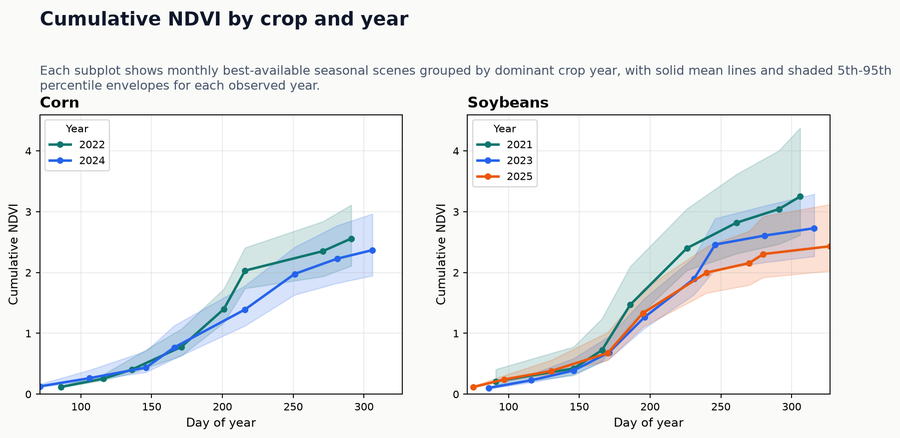 Cumulative NDVI by crop and year
Each subplot shows monthly best-available seasonal scenes grouped by dominant crop year, with solid mean lines and shaded 5th-95th
percentile envelopes for each observed year.
Corn
Year
2022
2024
Cumulative NDVI
4
3
2
1
0
100 150 200 250 300
Day of year
Soybeans
Year
2021
2023
2025
Cumulative NDVI
4
3
2
1
0
100 150 200 250 300
Day of year